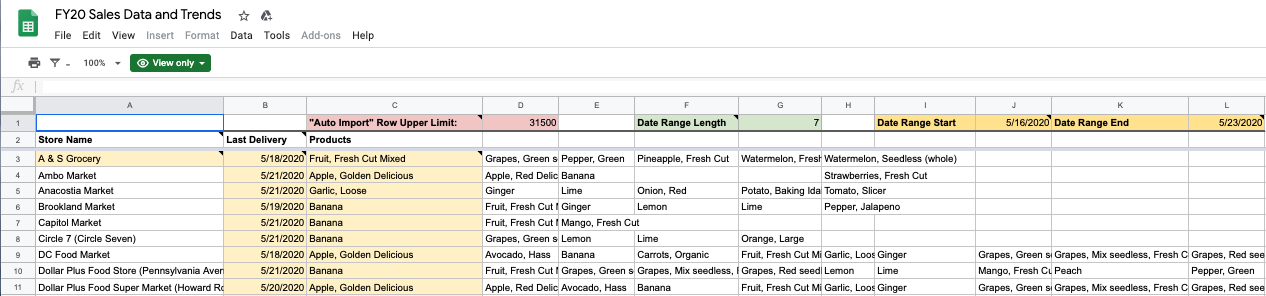 FY20 Sales Data and Trends
File Edit View Insert Format Data Tools Add-ons Help
100% View only
fx
A B C D E F G H I J K L
1 "Auto Import" Row Upper Limit: 31500 Date Range Length 7 Date Range Start 5/16/2020 Date Range End 5/23/2020
2 Store Name Last Delivery Products
3 A & S Grocery 5/18/2020 Fruit, Fresh Cut Mixed Grapes, Green s Pepper, Green Pineapple, Fresh Cut Watermelon, Fresh Watermelon, Seedless (whole)
4 Ambo Market 5/21/2020 Apple, Golden Delicious Apple, Red Delic Banana Strawberries, Fresh Cut
5 Anacostia Market 5/21/2020 Garlic, Loose Ginger Lime Onion, Red Potato, Baking Ida Tomato, Slicer
6 Brookland Market 5/19/2020 Banana Fruit, Fresh Cut M Ginger Lemon Lime Pepper, Jalapeno
7 Capitol Market 5/21/2020 Banana Fruit, Fresh Cut M Mango, Fresh Cut
8 Circle 7 (Circle Seven) 5/21/2020 Banana Grapes, Green s Lemon Lime Orange, Large
9 DC Food Market 5/18/2020 Apple, Golden Delicious Avocado, Hass Banana Carrots, Organic Fruit, Fresh Cut Mi Garlic, Loos Ginger Grapes, Green s Grapes, Mix seedless, Fresh C Grapes, Red see
10 Dollar Plus Food Store (Pennsylvania Aven 5/21/2020 Banana Fruit, Fresh Cut M Grapes, Green s Grapes, Mix seedless, Grapes, Red seed Lemon Lime Mango, Fresh Cu Peach Pepper, Green
11 Dollar Plus Food Super Market (Howard Ro 5/20/2020 Apple, Golden Delicious Apple, Red Delic Avocado, Hass Banana Fruit, Fresh Cut Mi Garlic, Loos Ginger Grapes, Green s Grapes, Mix seedless, Fresh C Grapes, Red see